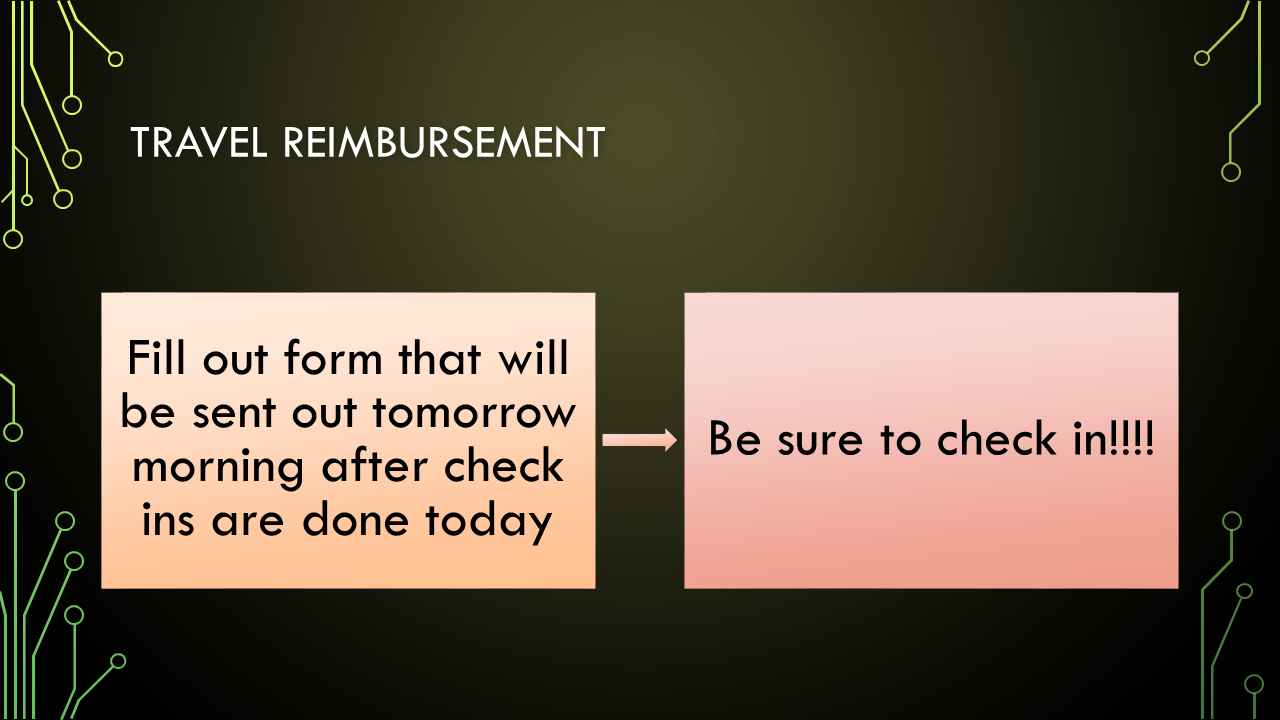 TRAVEL REIMBURSEMENT
Fill out form that will
be sent out tomorrow
morning after check
ins are done today
Be sure to check in!!!!